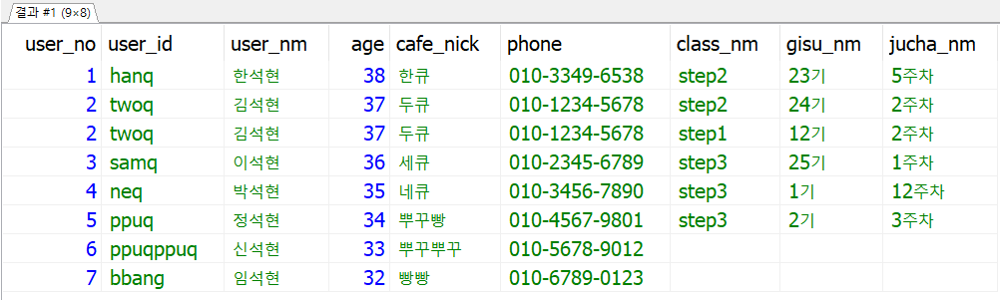 결과 #1 (9×8)
user_no user_id user_nm age cafe_nick phone class_nm gisu_nm jucha_nm
1 hanq 한석현 38 한큐 010-3349-6538 step2 23기 5주차
2 twoq 김석현 37 두큐 010-1234-5678 step2 24기 2주차
2 twoq 김석현 37 두큐 010-1234-5678 step1 12기 2주차
3 samq 이석현 36 세큐 010-2345-6789 step3 25기 1주차
4 neq 박석현 35 네큐 010-3456-7890 step3 1기 12주차
5 ppuq 정석현 34 뿌꾸빵 010-4567-9801 step3 2기 3주차
6 ppuqppuq 신석현 33 뿌꾸뿌꾸 010-5678-9012
7 bbang 임석현 32 빵빵 010-6789-0123